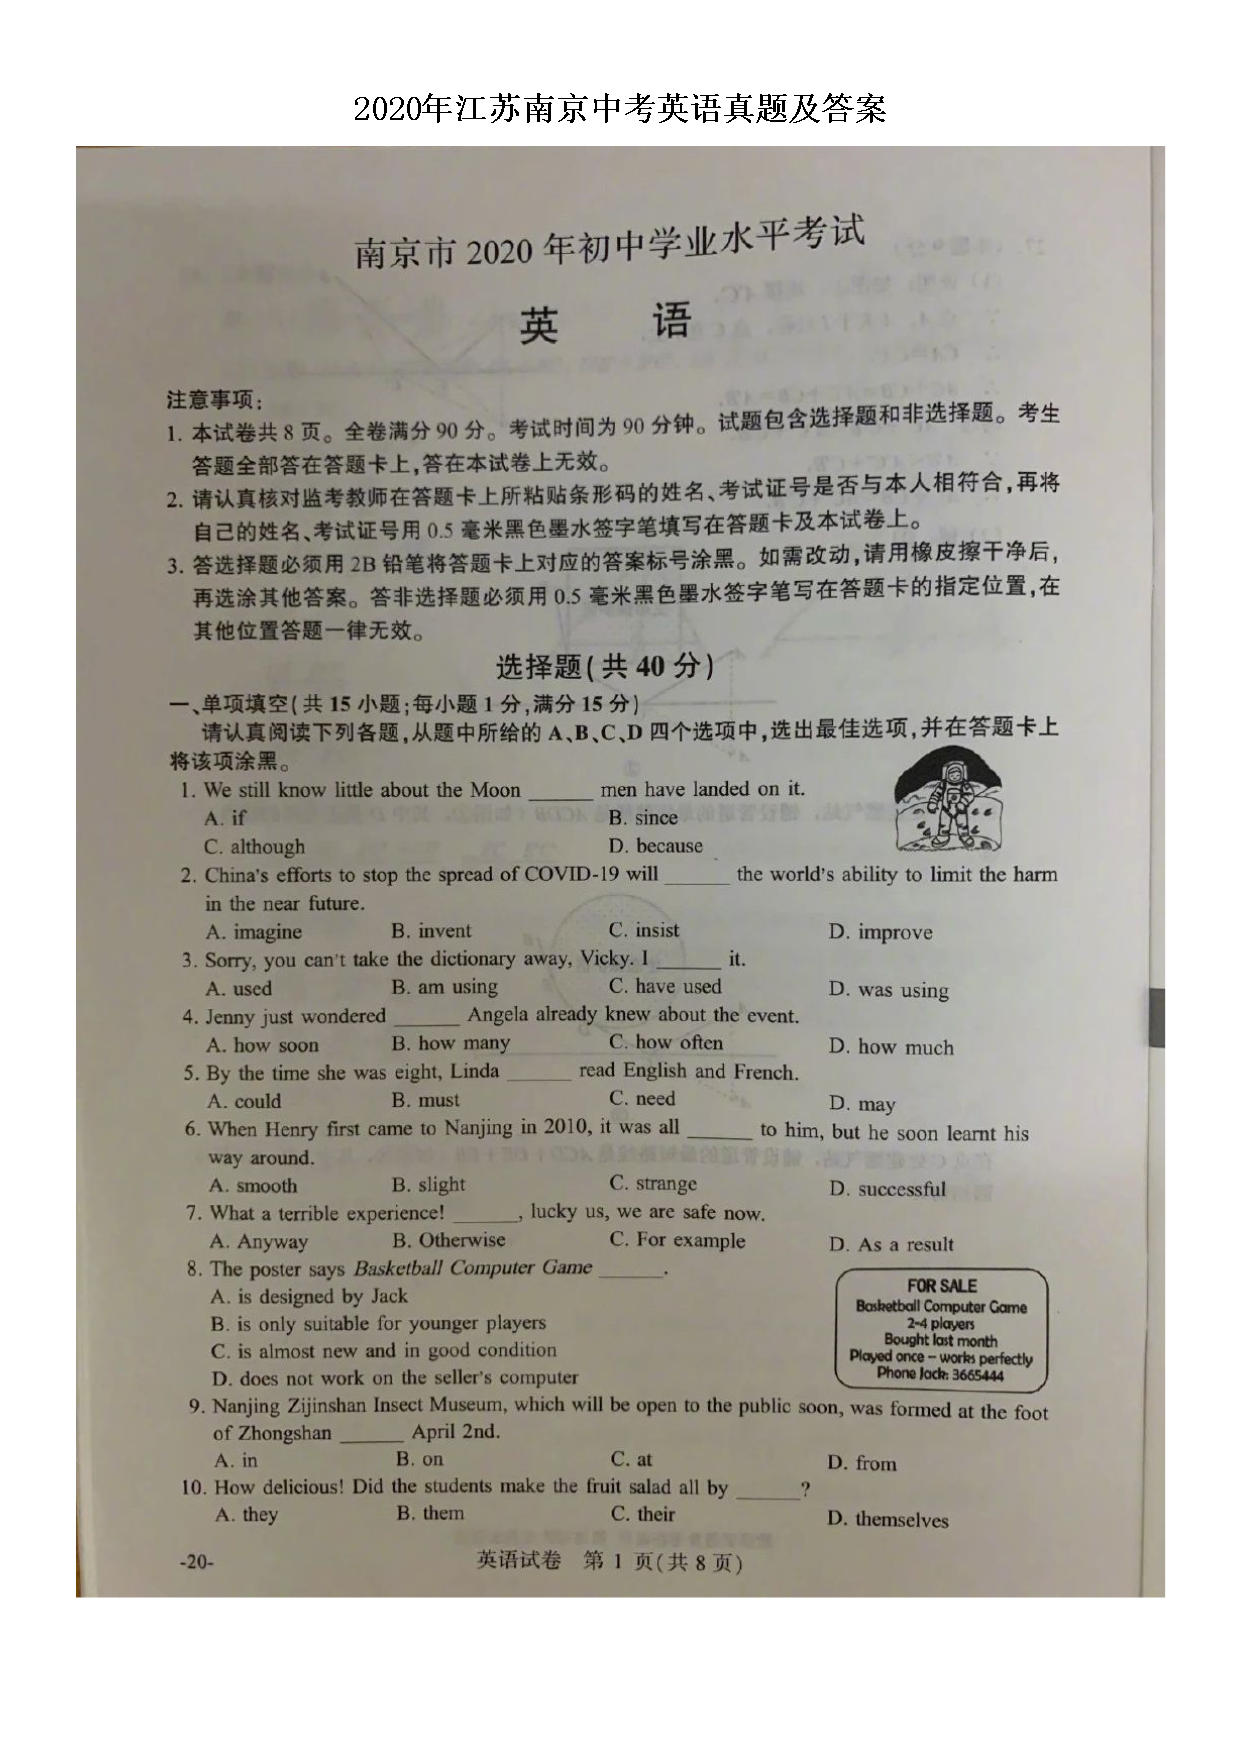 2020年江苏南京中考英语真题及答案
南京市 2020 年初中学业水平考试
英 语
注意事项:
1. 本试卷共 8 页。全卷满分 90 分。考试时间为 90 分钟。试题包含选择题和非选择题。考生
答题全部答在答题卡上,答在本试卷上无效。
2. 请认真核对监考教师在答题卡上所粘贴条形码的姓名、考试证号是否与本人相符合,再将
自己的姓名、考试证号用 0.5 毫米黑色墨水签字笔填写在答题卡及本试卷上。
3. 答选择题必须用 2B 铅笔将答题卡上对应的答案标号涂黑。如需改动,请用橡皮擦干净后,
再选涂其他答案。答非选择题必须用 0.5 毫米黑色墨水签字笔写在答题卡的指定位置,在
其他位置答题一律无效。
选择题(共 40 分)
一、单项填空(共 15 小题;每小题 1 分,满分 15 分)
请认真阅读下列各题,从题中所给的 A、B、C、D 四个选项中,选出最佳选项,并在答题卡上
将该项涂黑。
1. We still know little about the Moon ______ men have landed on it.
A. if B. since
C. although D. because
2. China's efforts to stop the spread of COVID-19 will ______ the world's ability to limit the harm
in the near future.
A. imagine B. invent C. insist D. improve
3. Sorry, you can't take the dictionary away, Vicky. I ______ it.
A. used B. am using C. have used D. was using
4. Jenny just wondered ______ Angela already knew about the event.
A. how soon B. how many C. how often D. how much
5. By the time she was eight, Linda ______ read English and French.
A. could B. must C. need D. may
6. When Henry first came to Nanjing in 2010, it was all ______ to him, but he soon learnt his
way around.
A. smooth B. slight C. strange D. successful
7. What a terrible experience! ______, lucky us, we are safe now.
A. Anyway B. Otherwise C. For example D. As a result
8. The poster says Basketball Computer Game ______.
A. is designed by Jack
B. is only suitable for younger players
C. is almost new and in good condition
D. does not work on the seller's computer
FOR SALE
Basketball Computer Game
2-4 players
Bought last month
Played once – works perfectly
Phone Jack: 3665444
9. Nanjing Zijinshan Insect Museum, which will be open to the public soon, was formed at the foot
of Zhongshan ______ April 2nd.
A. in B. on C. at D. from
10. How delicious! Did the students make the fruit salad all by ______?
A. they B. them C. their D. themselves
-20- 英语试卷 第 1 页(共 8 页)